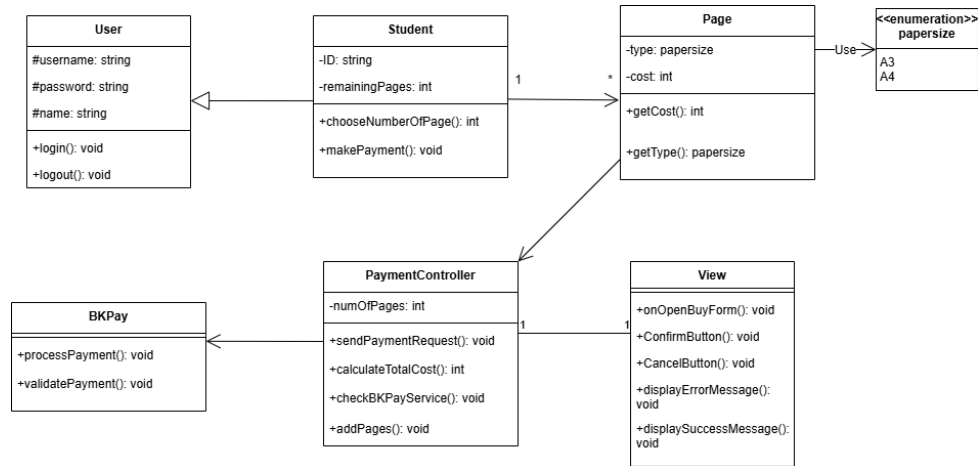 User
#username: string
#password: string
#name: string
+login(): void
+logout(): void
Student
-ID: string
-remainingPages: int
+chooseNumberOfPage(): int
+makePayment(): void
1
*
Page
-type: papersize
-cost: int
+getCost(): int
+getType(): papersize
Use
<<enumeration>>
papersize
A3
A4
BKPay
+processPayment(): void
+validatePayment(): void
PaymentController
-numOfPages: int
+sendPaymentRequest(): void
+calculateTotalCost(): int
+checkBKPayService(): void
+addPages(): void
1
1
View
+onOpenBuyForm(): void
+ConfirmButton(): void
+CancelButton(): void
+displayErrorMessage():
void
+displaySuccessMessage():
void